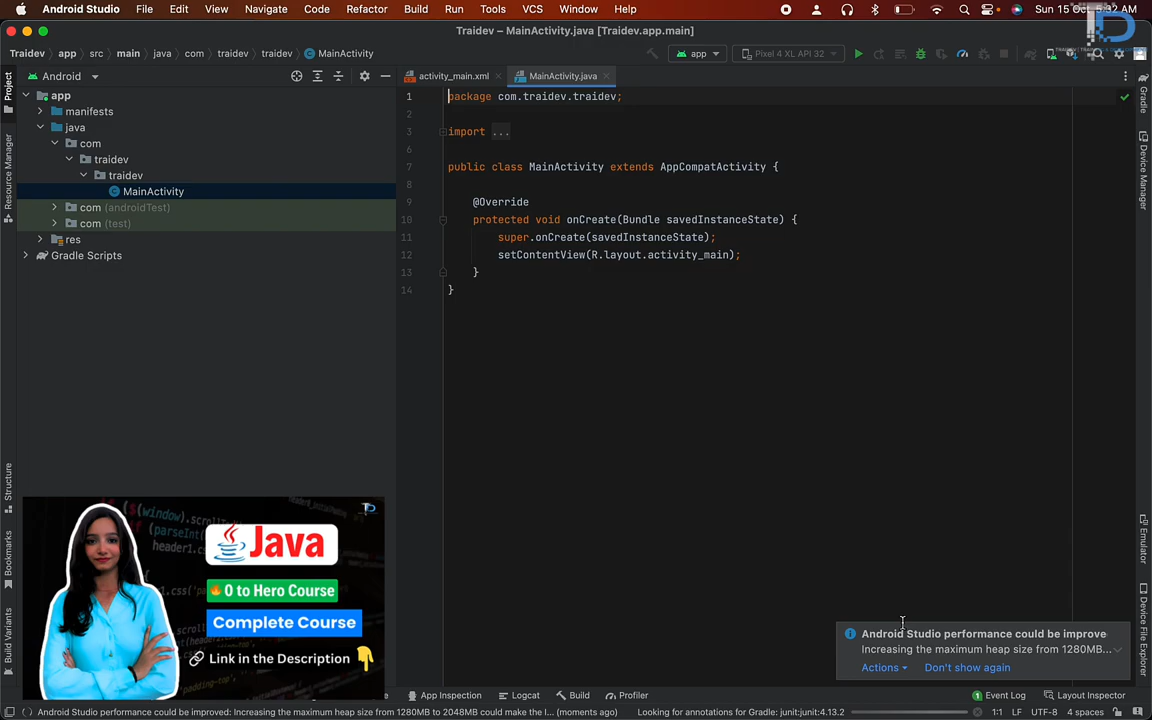 Android Studio File Edit View Navigate Code Refactor Build Run Tools VCS Window Help
Traidev – MainActivity.java [Traidev.app.main]
Traidev app src main java com traidev traidev MainActivity
app Pixel 4 XL API 32
Android
activity_main.xml MainActivity.java
app
manifests
java
com
traidev
traidev
MainActivity
com (androidTest)
com (test)
res
Gradle Scripts
1 package com.traidev.traidev;
2
3 import ...
6
7 public class MainActivity extends AppCompatActivity {
8
9 @Override
10 protected void onCreate(Bundle savedInstanceState) {
11 super.onCreate(savedInstanceState);
12 setContentView(R.layout.activity_main);
13 }
14 }
Project
Resource Manager
Structure
Bookmarks
Build Variants
Gradle
Device Manager
Emulator
Device File Explorer
Java
0 to Hero Course
Complete Course
Link in the Description
Android Studio performance could be improve
Increasing the maximum heap size from 1280MB...
Actions Don't show again
App Inspection Logcat Build Profiler 1 Event Log Layout Inspector
Android Studio performance could be improved: Increasing the maximum heap size from 1280MB to 2048MB could make the I... (moments ago) Looking for annotations for Gradle: junit:junit:4.13.2 1:1 LF UTF-8 4 spaces